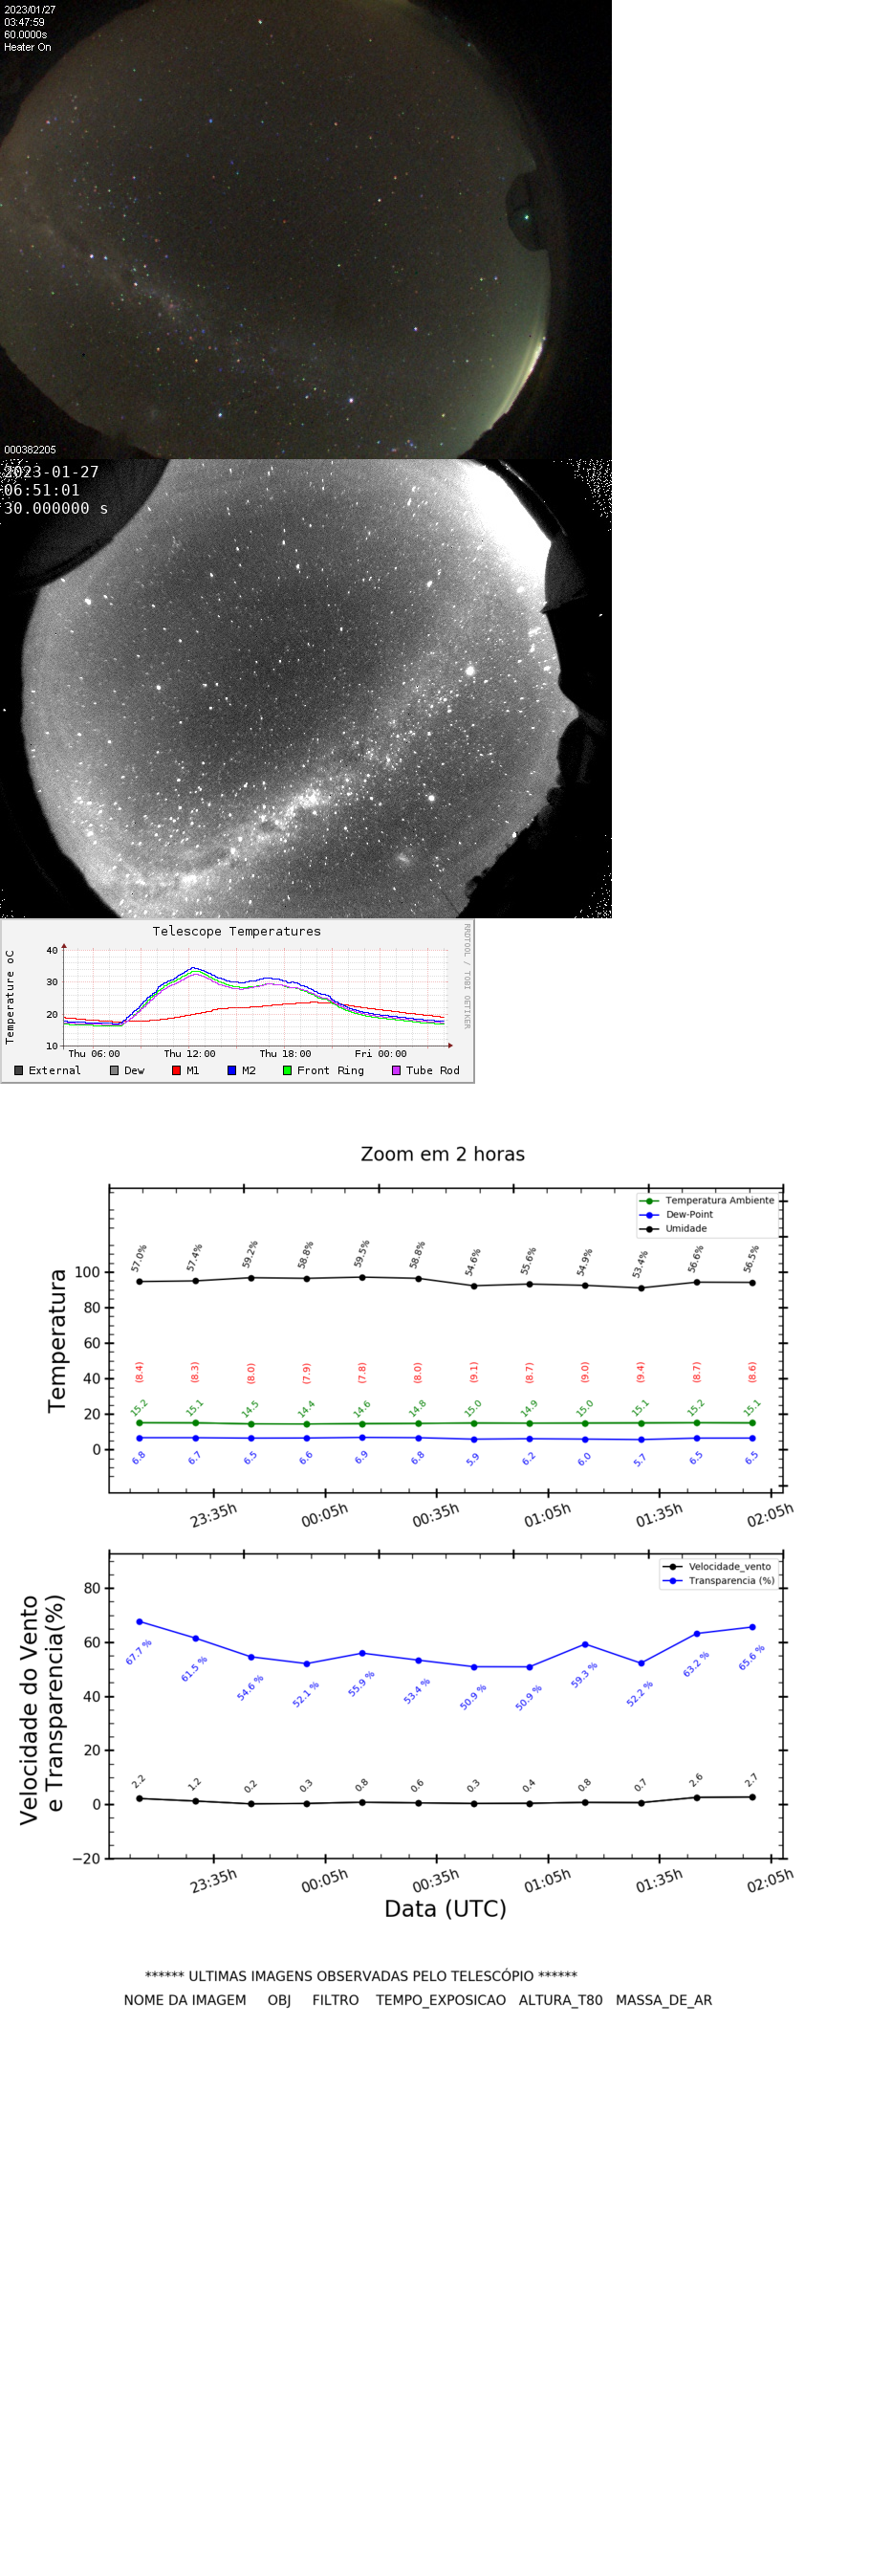 2023/01/27
03:47:59
60.0000s
Heater On
000382205
2023-01-27
06:51:01
30.000000 s
Telescope Temperatures
RRDTOOL / TOBI OETIKER
Temperature oC
40
30
20
10
Thu 06:00 Thu 12:00 Thu 18:00 Fri 00:00
External Dew M1 M2 Front Ring Tube Rod
Zoom em 2 horas
Temperatura Ambiente
Dew-Point
Umidade
Temperatura
100
80
60
40
20
0
57.0% 57.4% 59.2% 58.8% 59.5% 58.8% 54.6% 55.6% 54.9% 53.4% 56.6% 56.5%
(8.4) (8.3) (8.0) (7.9) (7.8) (8.0) (9.1) (8.7) (9.0) (9.4) (8.7) (8.6)
15.2 15.1 14.5 14.4 14.6 14.8 15.0 14.9 15.0 15.1 15.2 15.1
6.8 6.7 6.5 6.6 6.9 6.8 5.9 6.2 6.0 5.7 6.5 6.5
23:35h 00:05h 00:35h 01:05h 01:35h 02:05h
Velocidade_vento
Transparencia (%)
Velocidade do Vento
e Transparencia(%)
80
60
40
20
0
−20
67.7 % 61.5 % 54.6 % 52.1 % 55.9 % 53.4 % 50.9 % 50.9 % 59.3 % 52.2 % 63.2 % 65.6 %
2.2 1.2 0.2 0.3 0.8 0.6 0.3 0.4 0.8 0.7 2.6 2.7
23:35h 00:05h 00:35h 01:05h 01:35h 02:05h
Data (UTC)
****** ULTIMAS IMAGENS OBSERVADAS PELO TELESCÓPIO ******
NOME DA IMAGEM OBJ FILTRO TEMPO_EXPOSICAO ALTURA_T80 MASSA_DE_AR